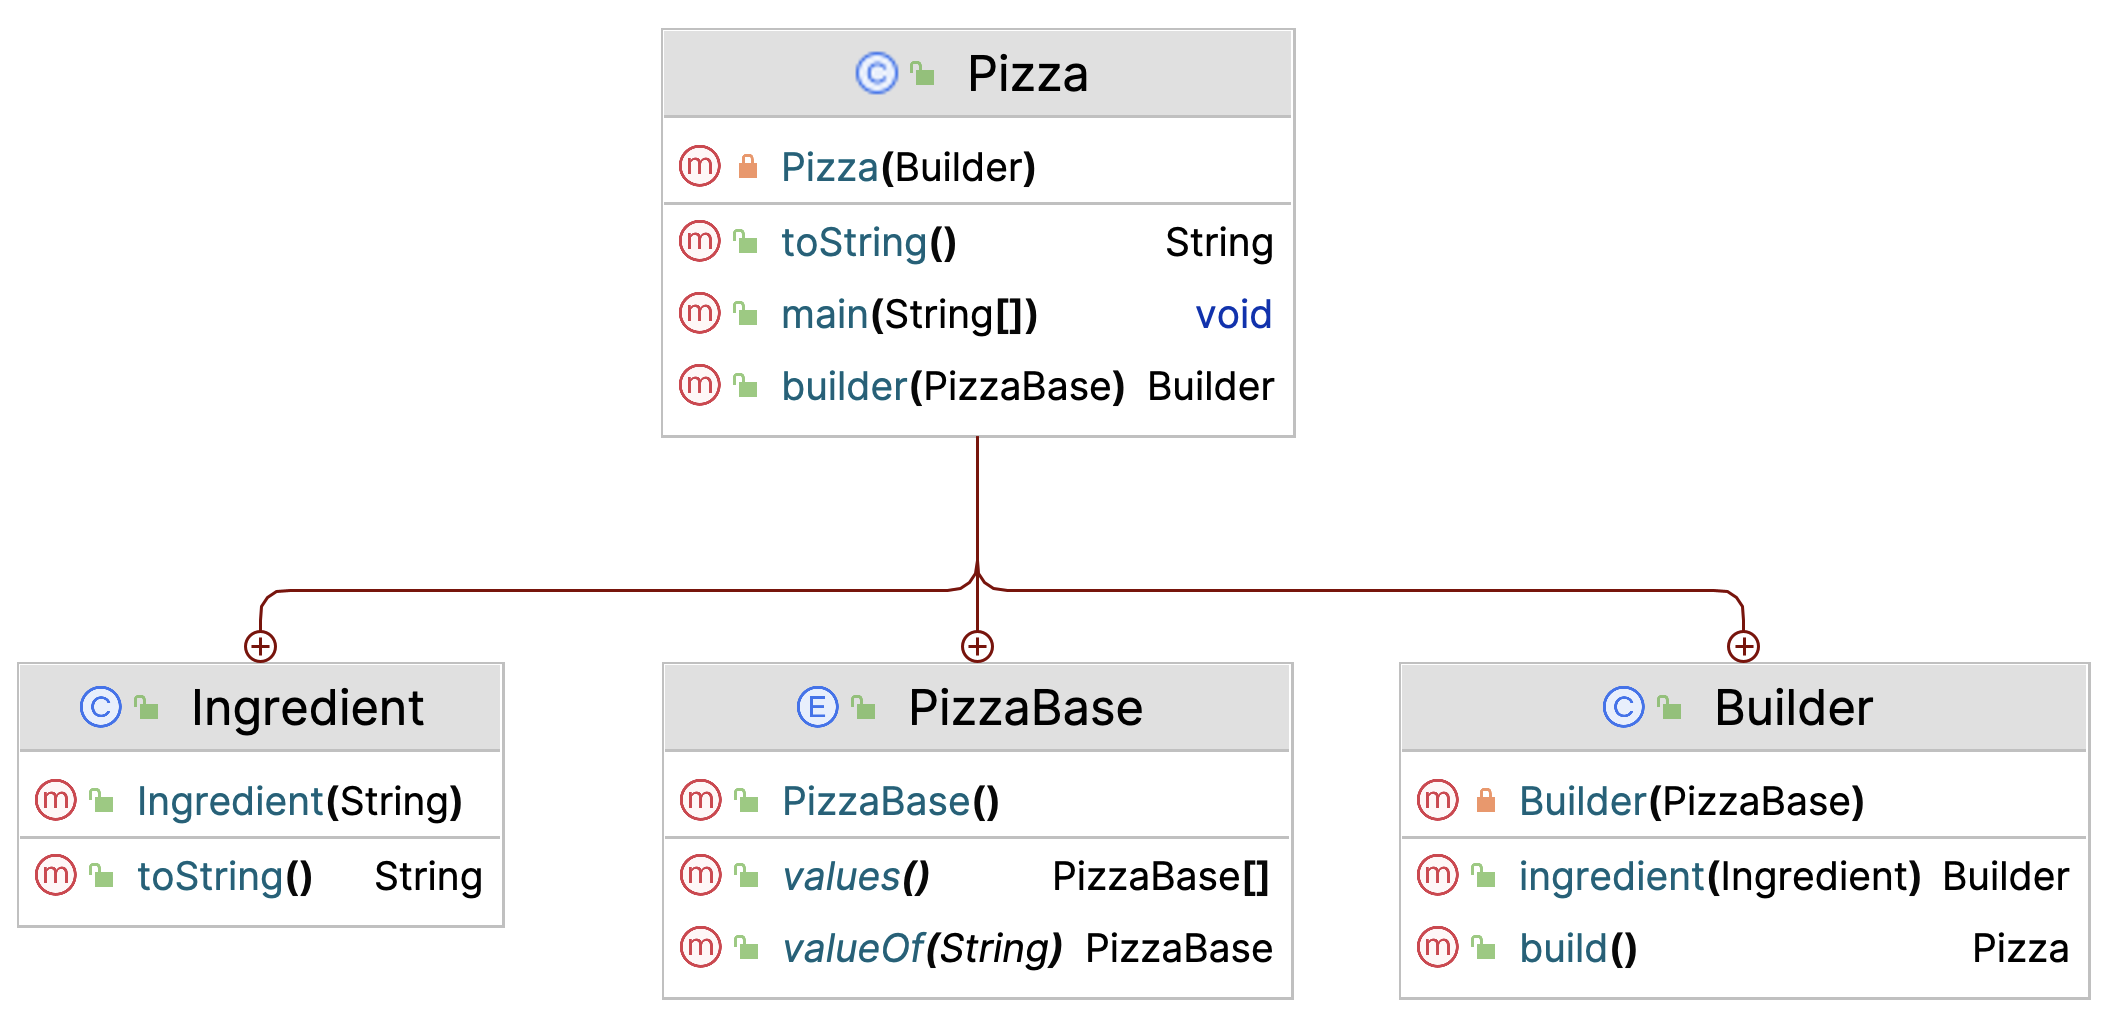 C Pizza
m Pizza(Builder)
m toString() String
m main(String[]) void
m builder(PizzaBase) Builder
C Ingredient
m Ingredient(String)
m toString() String
E PizzaBase
m PizzaBase()
m values() PizzaBase[]
m valueOf(String) PizzaBase
C Builder
m Builder(PizzaBase)
m ingredient(Ingredient) Builder
m build() Pizza